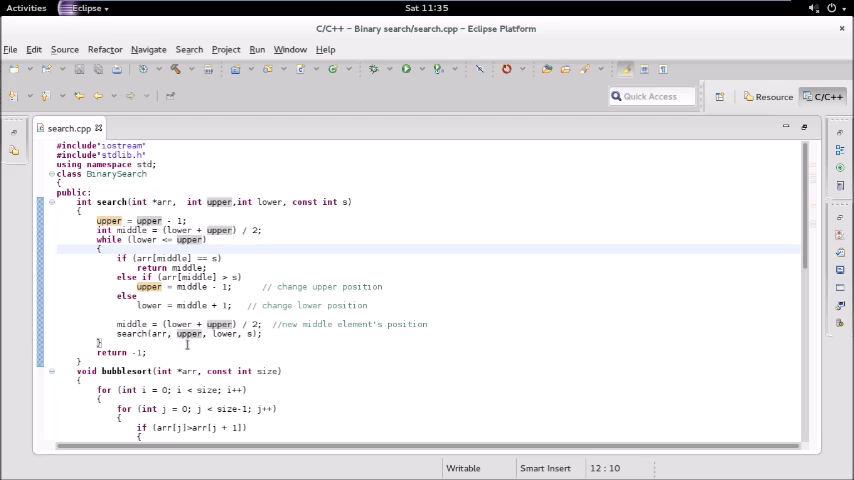 Activities Eclipse ▾ Sat 11:35
C/C++ - Binary search/search.cpp - Eclipse Platform
File Edit Source Refactor Navigate Search Project Run Window Help
Quick Access Resource C/C++
search.cpp
#include"iostream"
#include"stdlib.h"
using namespace std;
class BinarySearch
{
public:
int search(int *arr, int upper,int lower, const int s)
{
upper = upper - 1;
int middle = (lower + upper) / 2;
while (lower <= upper)
{
if (arr[middle] == s)
return middle;
else if (arr[middle] > s)
upper = middle - 1; // change upper position
else
lower = middle + 1; // change lower position
middle = (lower + upper) / 2; //new middle element's position
search(arr, upper, lower, s);
}
return -1;
}
void bubblesort(int *arr, const int size)
{
for (int i = 0; i < size; i++)
{
for (int j = 0; j < size-1; j++)
{
if (arr[j]>arr[j + 1])
{
Writable Smart Insert 12 : 10